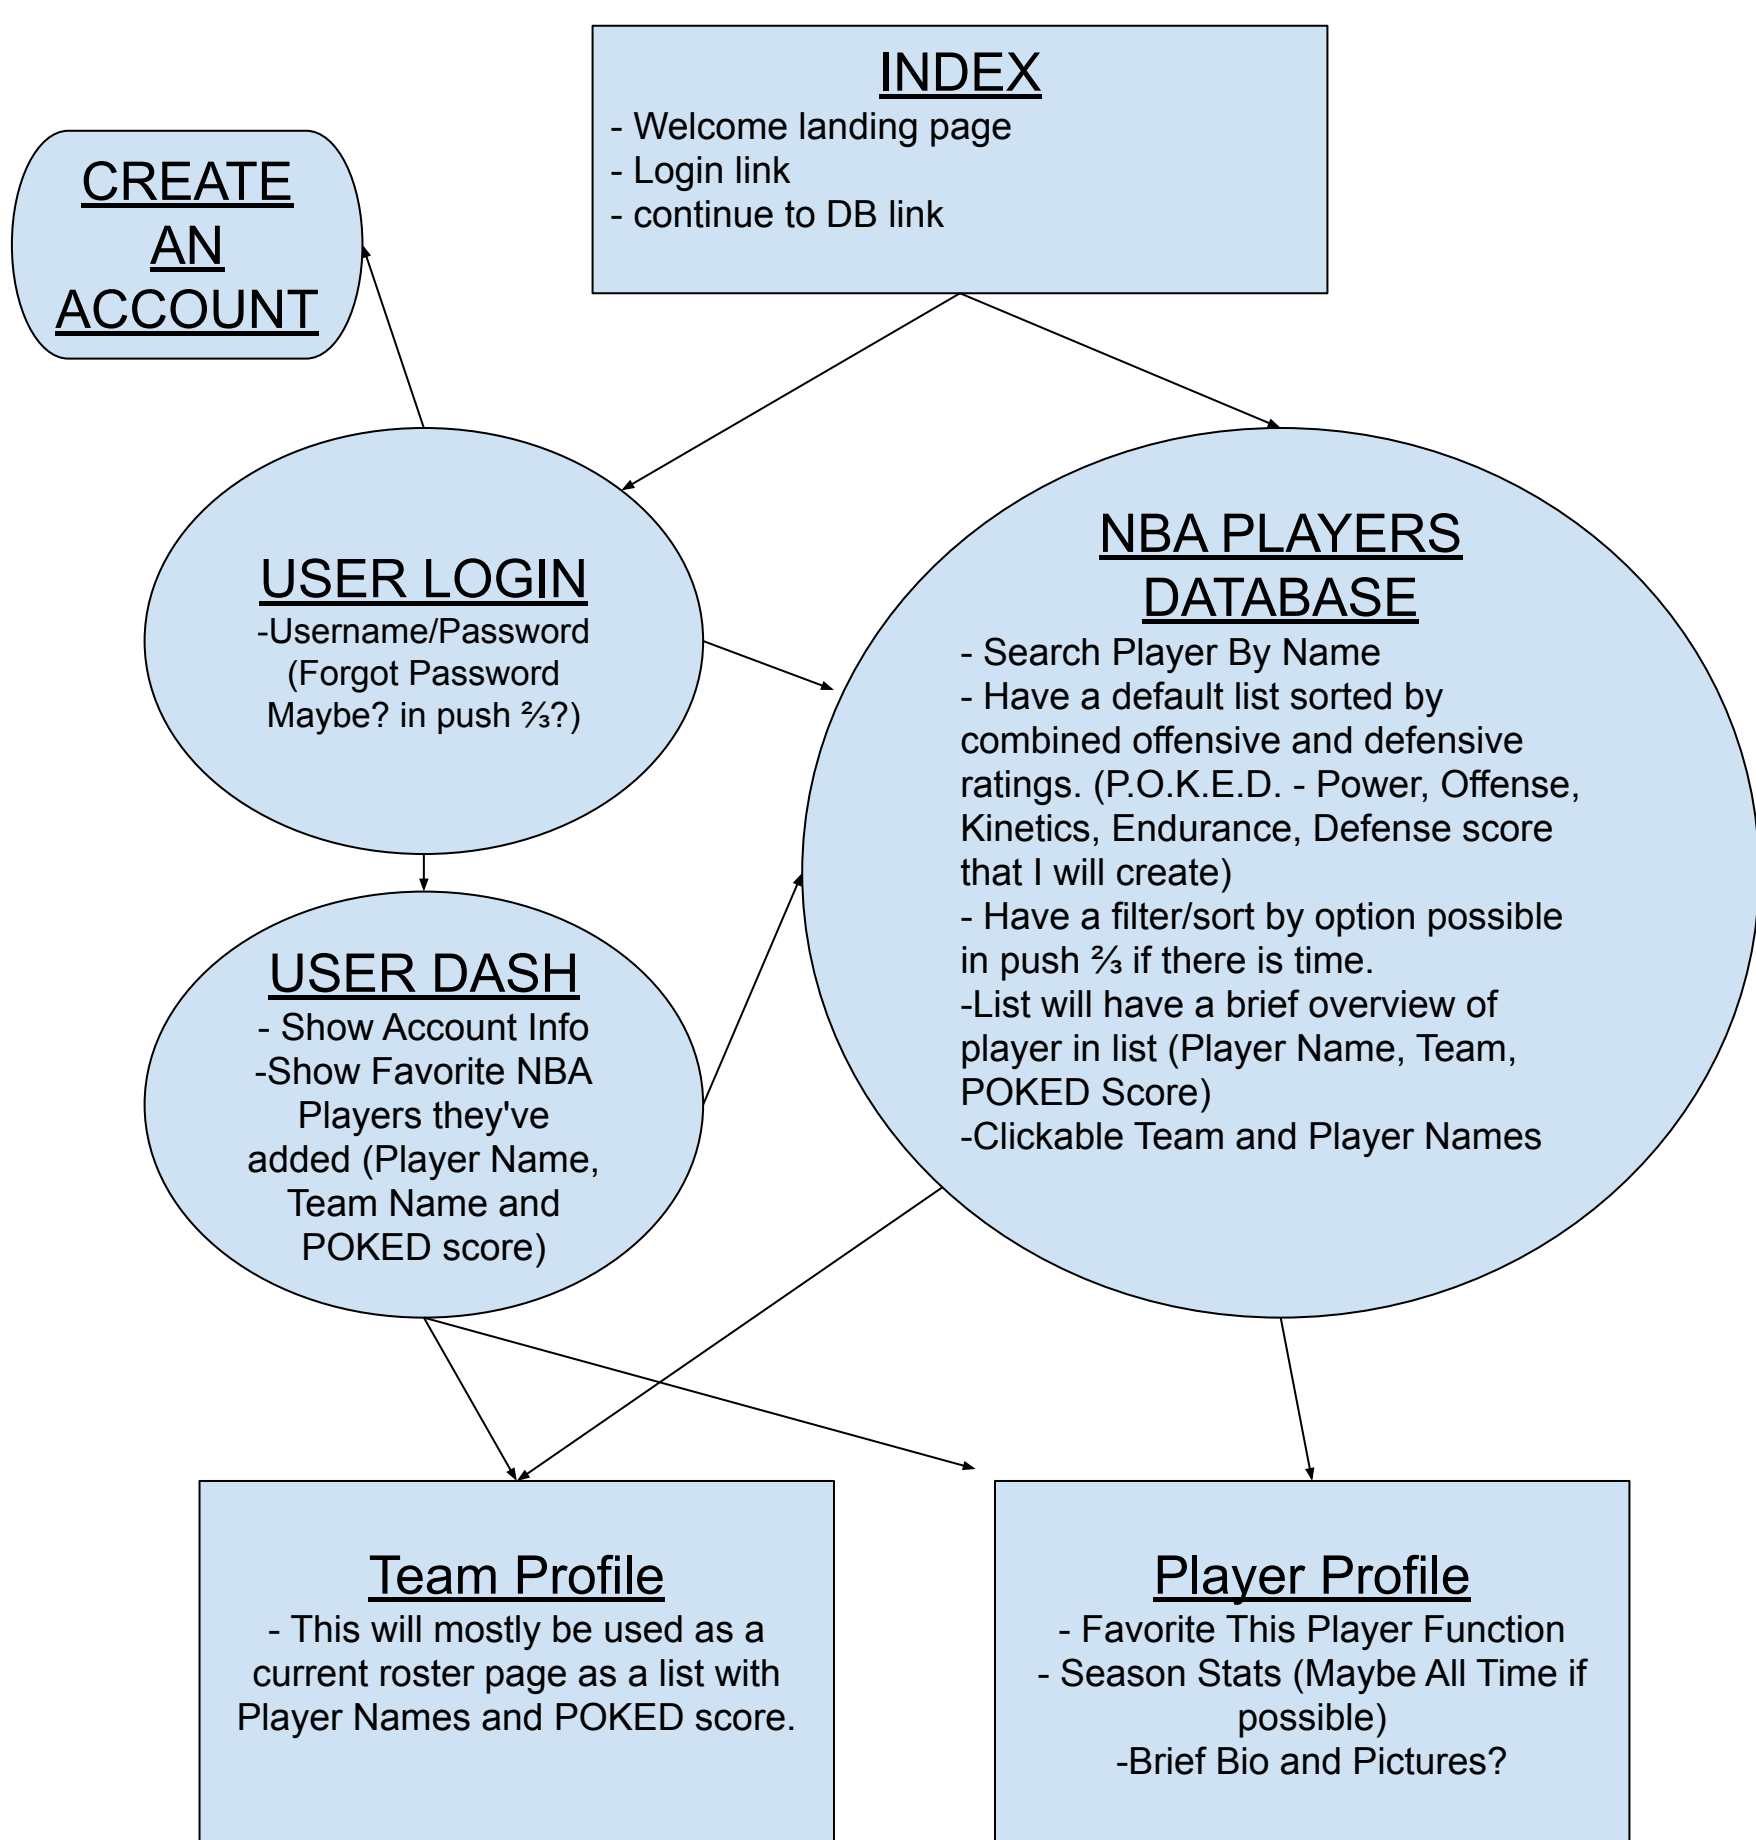 INDEX
- Welcome landing page
- Login link
- continue to DB link
CREATE
AN
ACCOUNT
USER LOGIN
-Username/Password
(Forgot Password
Maybe? in push ⅔?)
NBA PLAYERS
DATABASE
- Search Player By Name
- Have a default list sorted by
combined offensive and defensive
ratings. (P.O.K.E.D. - Power, Offense,
Kinetics, Endurance, Defense score
that I will create)
- Have a filter/sort by option possible
in push ⅔ if there is time.
-List will have a brief overview of
player in list (Player Name, Team,
POKED Score)
-Clickable Team and Player Names
USER DASH
- Show Account Info
-Show Favorite NBA
Players they've
added (Player Name,
Team Name and
POKED score)
Team Profile
- This will mostly be used as a
current roster page as a list with
Player Names and POKED score.
Player Profile
- Favorite This Player Function
- Season Stats (Maybe All Time if
possible)
-Brief Bio and Pictures?